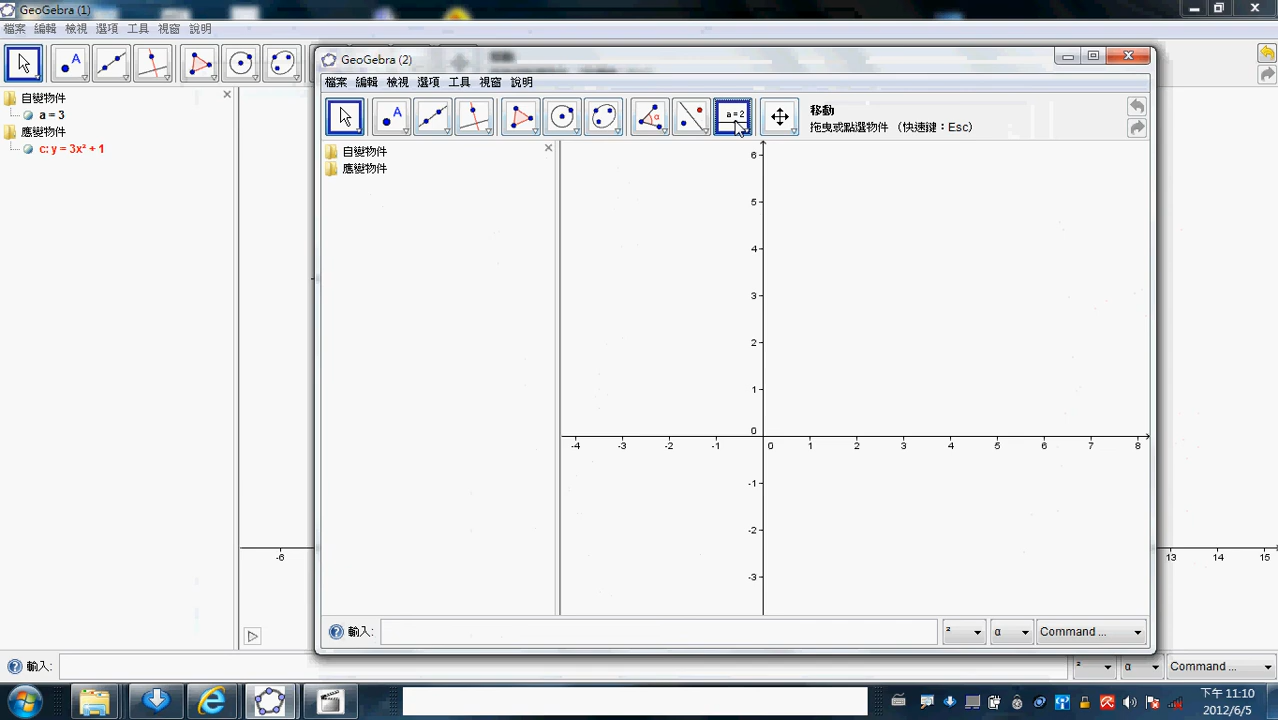 GeoGebra (1)
檔案 編輯 檢視 選項 工具 視窗 說明
A
自變物件
a = 3
應變物件
c: y = 3x² + 1
GeoGebra (2)
檔案 編輯 檢視 選項 工具 視窗 說明
A α a = 2
移動
拖曳或點選物件 （快速鍵：Esc）
自變物件
應變物件
6
5
4
3
2
1
0
-4 -3 -2 -1 0 1 2 3 4 5 6 7 8
-1
-2
-3
輸入:
² α Command ...
-6 13 14 15
輸入:
² α Command ...
下午 11:10
2012/6/5